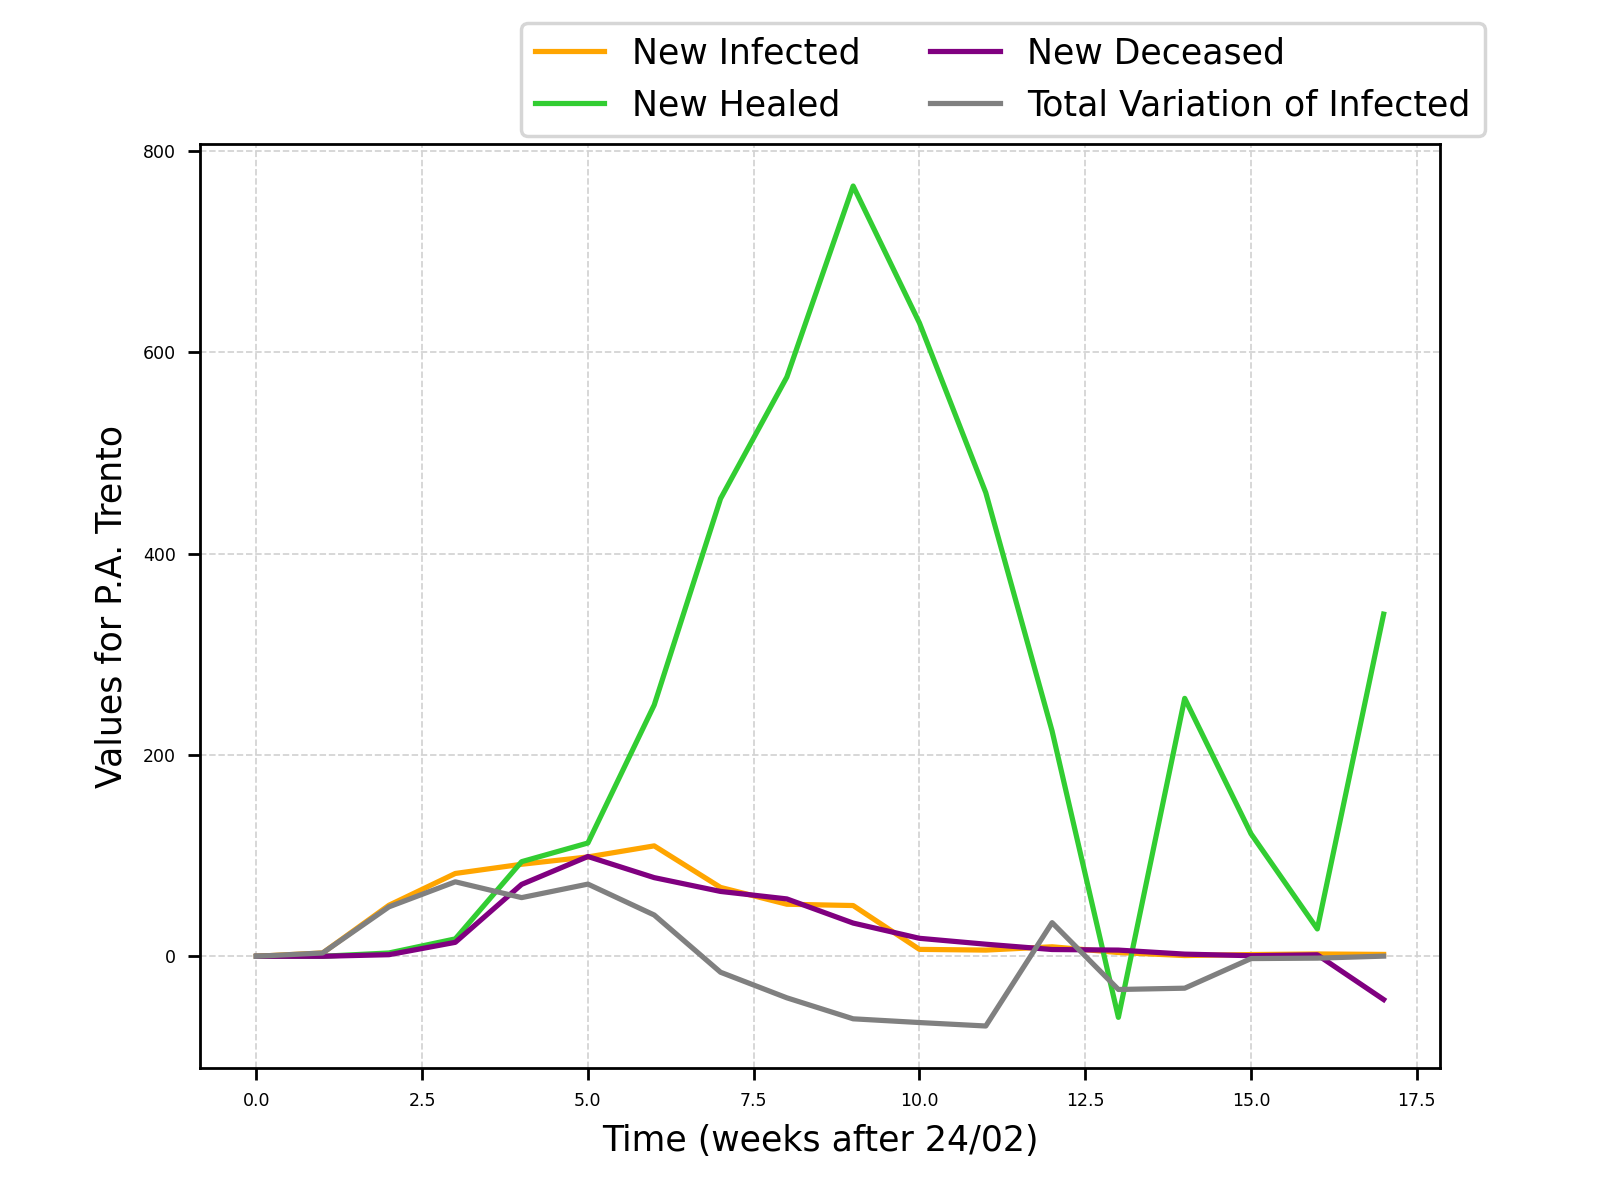 New Infected
New Healed
New Deceased
Total Variation of Infected
800
600
400
200
0
Values for P.A. Trento
0.0 2.5 5.0 7.5 10.0 12.5 15.0 17.5
Time (weeks after 24/02)